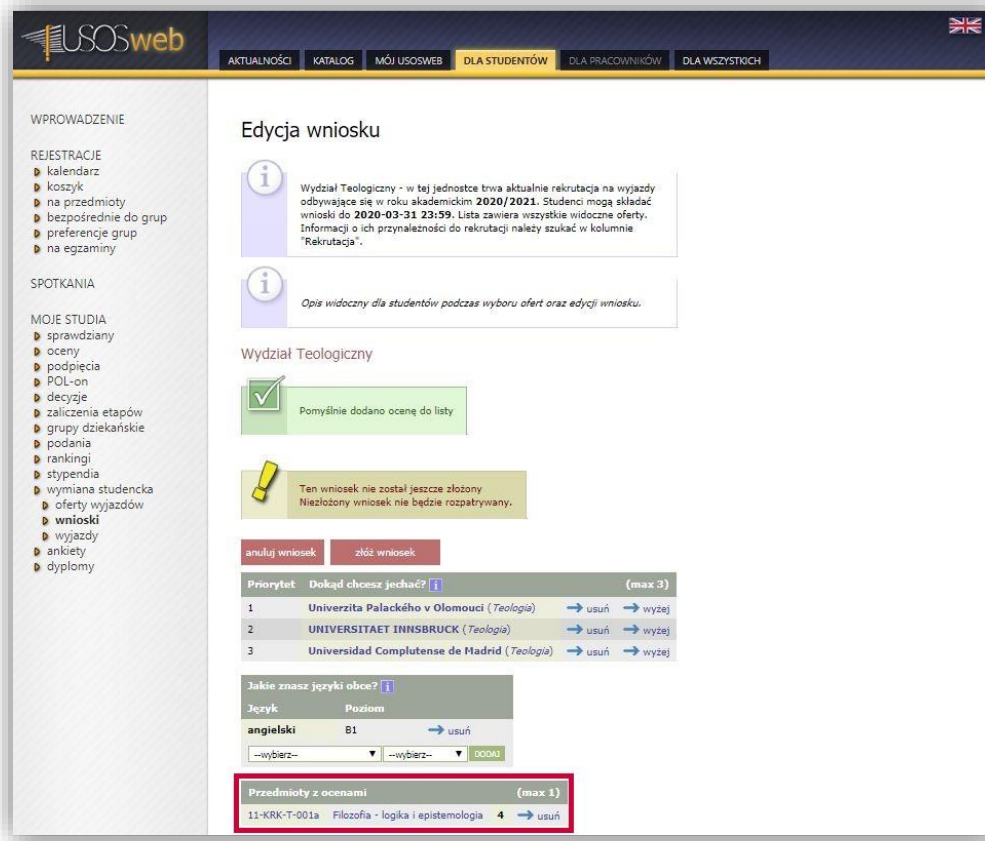 USOSweb
AKTUALNOŚCI KATALOG MÓJ USOSWEB DLA STUDENTÓW DLA PRACOWNIKÓW DLA WSZYSTKICH
WPROWADZENIE
REJESTRACJE
kalendarz
koszyk
na przedmioty
bezpośrednie do grup
preferencje grup
na egzaminy
SPOTKANIA
MOJE STUDIA
sprawdziany
oceny
podpięcia
POL-on
decyzje
zaliczenia etapów
grupy dziekańskie
podania
rankingi
stypendia
wymiana studencka
oferty wyjazdów
wnioski
wyjazdy
ankiety
dyplomy
Edycja wniosku
i
Wydział Teologiczny - w tej jednostce trwa aktualnie rekrutacja na wyjazdy
odbywające się w roku akademickim 2020/2021. Studenci mogą składać
wnioski do 2020-03-31 23:59. Lista zawiera wszystkie widoczne oferty.
Informacji o ich przynależności do rekrutacji należy szukać w kolumnie
"Rekrutacja".
i
Opis widoczny dla studentów podczas wyboru ofert oraz edycji wniosku.
Wydział Teologiczny
Pomyślnie dodano ocenę do listy
Ten wniosek nie został jeszcze złożony
Niezłożony wniosek nie będzie rozpatrywany.
anuluj wniosek złóż wniosek
Priorytet Dokąd chcesz jechać? i (max 3)
1 Univerzita Palackého v Olomouci (Teologia) usuń wyżej
2 UNIVERSITAET INNSBRUCK (Teologia) usuń wyżej
3 Universidad Complutense de Madrid (Teologia) usuń wyżej
Jakie znasz języki obce? i
Język Poziom
angielski B1 usuń
--wybierz-- --wybierz-- DODAJ
Przedmioty z ocenami (max 1)
11-KRK-T-001a Filozofia - logika i epistemologia 4 usuń